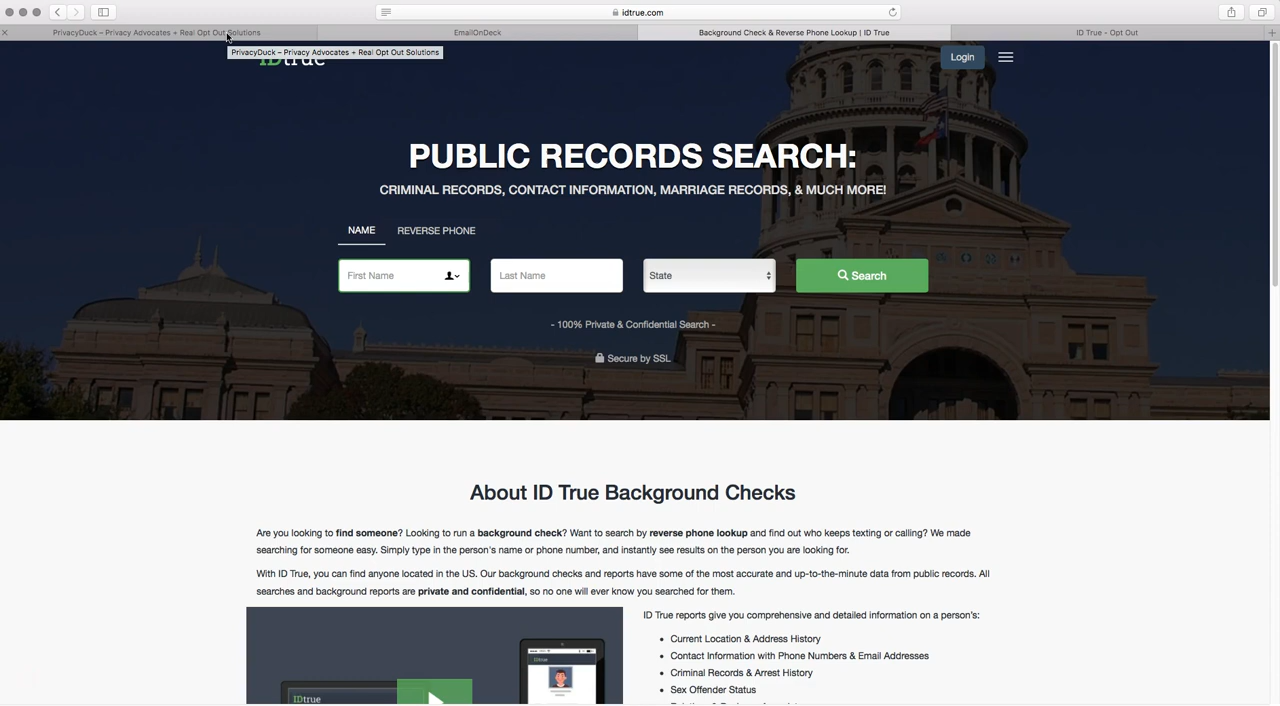 idtrue.com
PrivacyDuck – Privacy Advocates + Real Opt Out Solutions
EmailOnDeck
Background Check & Reverse Phone Lookup | ID True
ID True - Opt Out
PrivacyDuck – Privacy Advocates + Real Opt Out Solutions
IDtrue
Login
PUBLIC RECORDS SEARCH:
CRIMINAL RECORDS, CONTACT INFORMATION, MARRIAGE RECORDS, & MUCH MORE!
NAME
REVERSE PHONE
First Name
Last Name
State
Search
- 100% Private & Confidential Search -
Secure by SSL
About ID True Background Checks
Are you looking to find someone? Looking to run a background check? Want to search by reverse phone lookup and find out who keeps texting or calling? We made
searching for someone easy. Simply type in the person's name or phone number, and instantly see results on the person you are looking for.
With ID True, you can find anyone located in the US. Our background checks and reports have some of the most accurate and up-to-the-minute data from public records. All
searches and background reports are private and confidential, so no one will ever know you searched for them.
IDtrue
IDtrue
ID True reports give you comprehensive and detailed information on a person's:
• Current Location & Address History
• Contact Information with Phone Numbers & Email Addresses
• Criminal Records & Arrest History
• Sex Offender Status